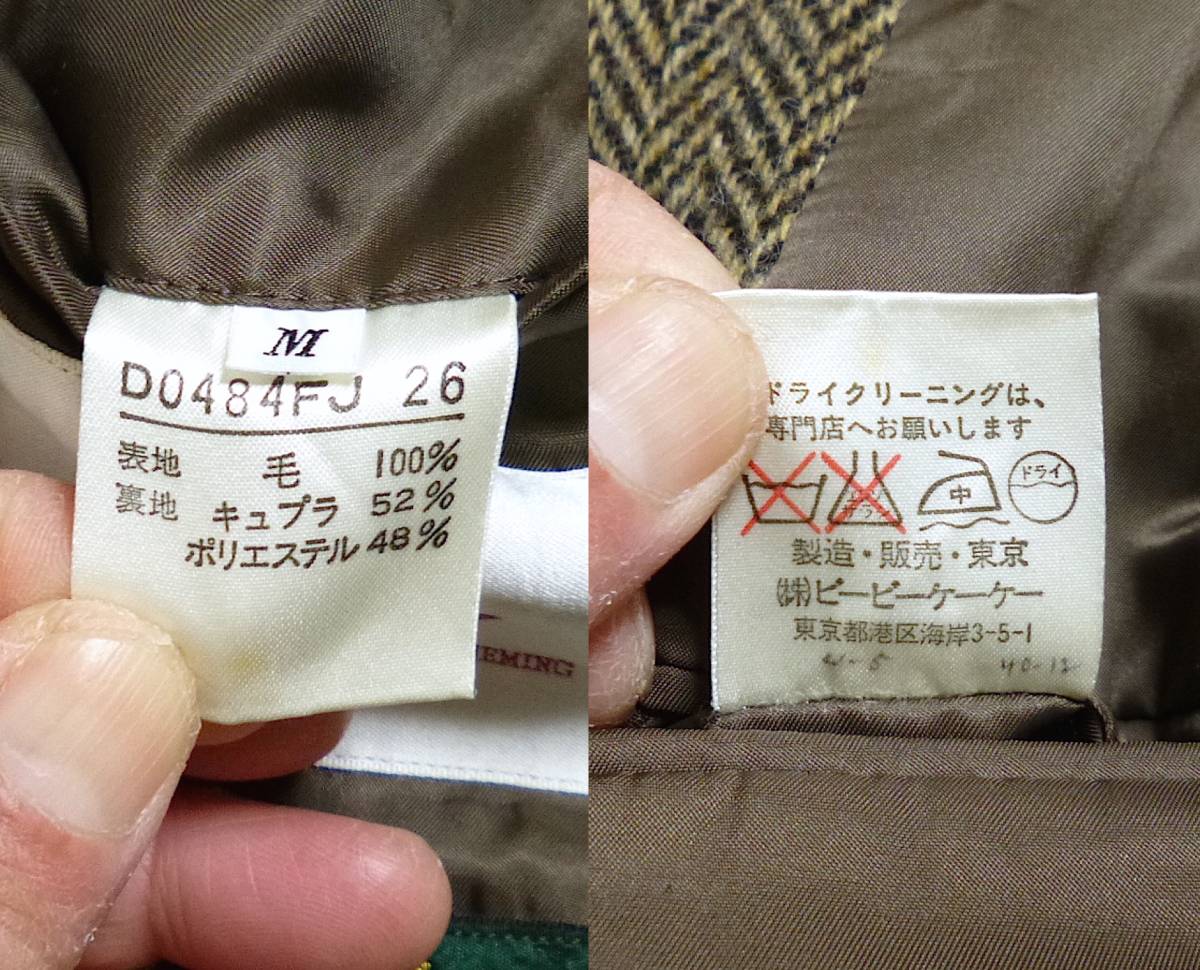 M
D0484FJ 26
表地 毛 100%
裏地 キュプラ 52%
ポリエステル 48%
EMING
ドライクリーニングは、
専門店へお願いします
中
ドライ
製造・販売・東京
㈱ビービーケーケー
東京都港区海岸3-5-1
40-12